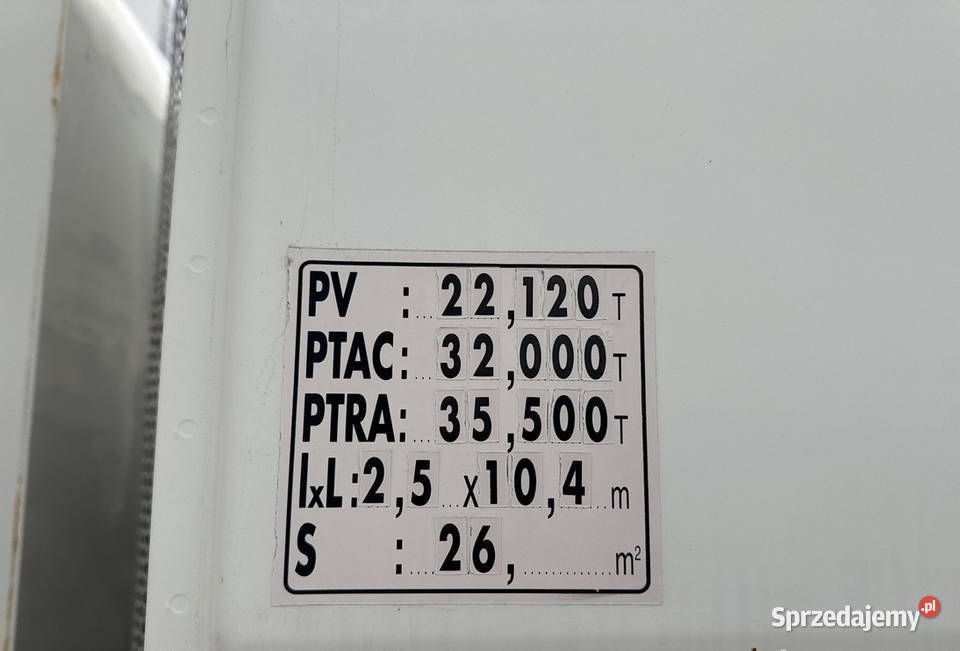 PV : 22,120 T
PTAC: 32,000 T
PTRA: 35,500 T
lxL: 2,5 x 10,4 m
S : 26, m²
Sprzedajemy.pl